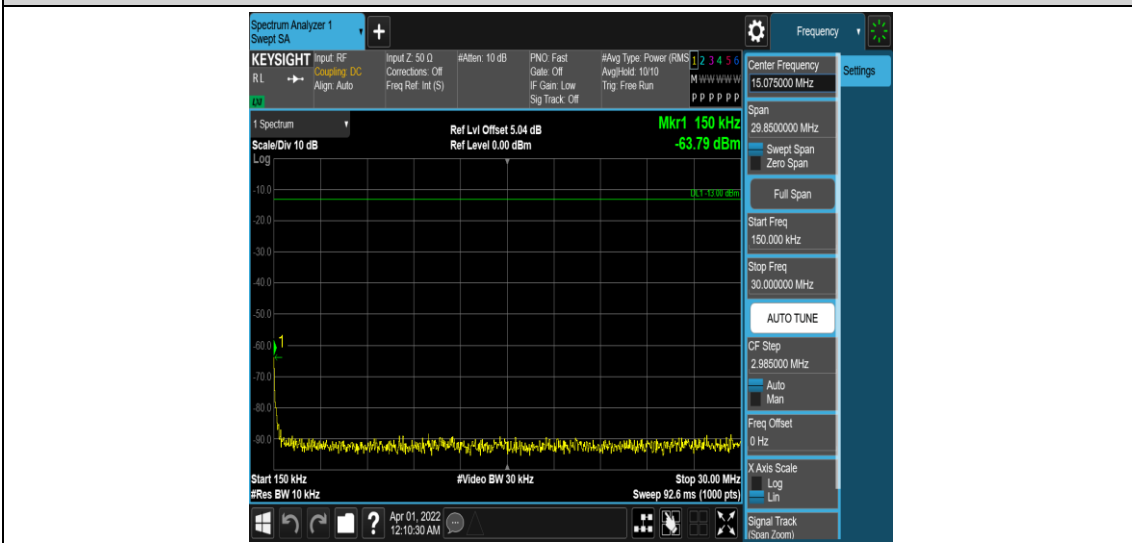 Spectrum Analyzer 1
Swept SA
+
Frequency
KEYSIGHT
RL
LXI
Input: RF
Coupling: DC
Align: Auto
Input Z: 50 Ω
Corrections: Off
Freq Ref: Int (S)
#Atten: 10 dB
PNO: Fast
Gate: Off
IF Gain: Low
Sig Track: Off
#Avg Type: Power (RMS
Avg|Hold: 10/10
Trig: Free Run
1 2 3 4 5 6
M W W W W W
P P P P P P
1 Spectrum
Scale/Div 10 dB
Ref Lvl Offset 5.04 dB
Ref Level 0.00 dBm
Mkr1 150 kHz
-63.79 dBm
Log
DL1 -13.00 dBm
-10.0
-20.0
-30.0
-40.0
-50.0
-60.0
-70.0
-80.0
-90.0
1
Start 150 kHz
#Res BW 10 kHz
#Video BW 30 kHz
Stop 30.00 MHz
Sweep 92.6 ms (1000 pts)
?
Apr 01, 2022
12:10:30 AM
Center Frequency
15.075000 MHz
Settings
Span
29.8500000 MHz
Swept Span
Zero Span
Full Span
Start Freq
150.000 kHz
Stop Freq
30.000000 MHz
AUTO TUNE
CF Step
2.985000 MHz
Auto
Man
Freq Offset
0 Hz
X Axis Scale
Log
Lin
Signal Track
(Span Zoom)